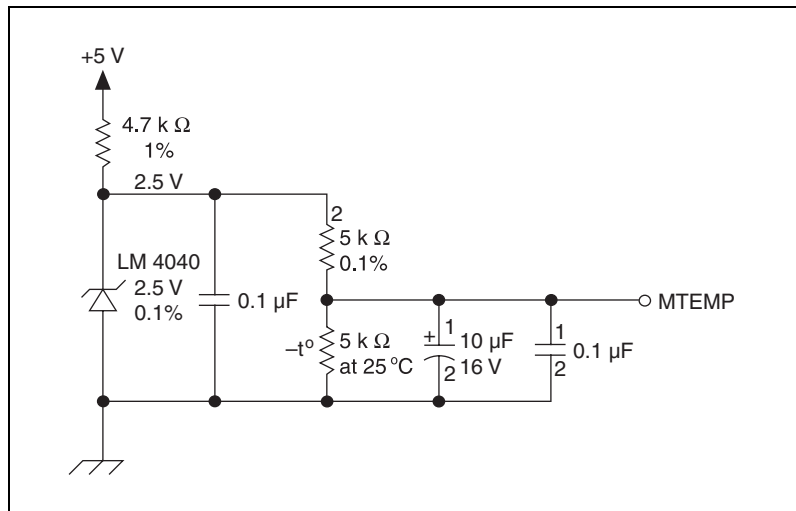 +5 V
4.7 k Ω
1%
2.5 V
2
5 k Ω
0.1%
LM 4040
2.5 V
0.1%
0.1 µF
MTEMP
–t°
5 k Ω
at 25 °C
+
1
10 µF
16 V
2
1
0.1 µF
2